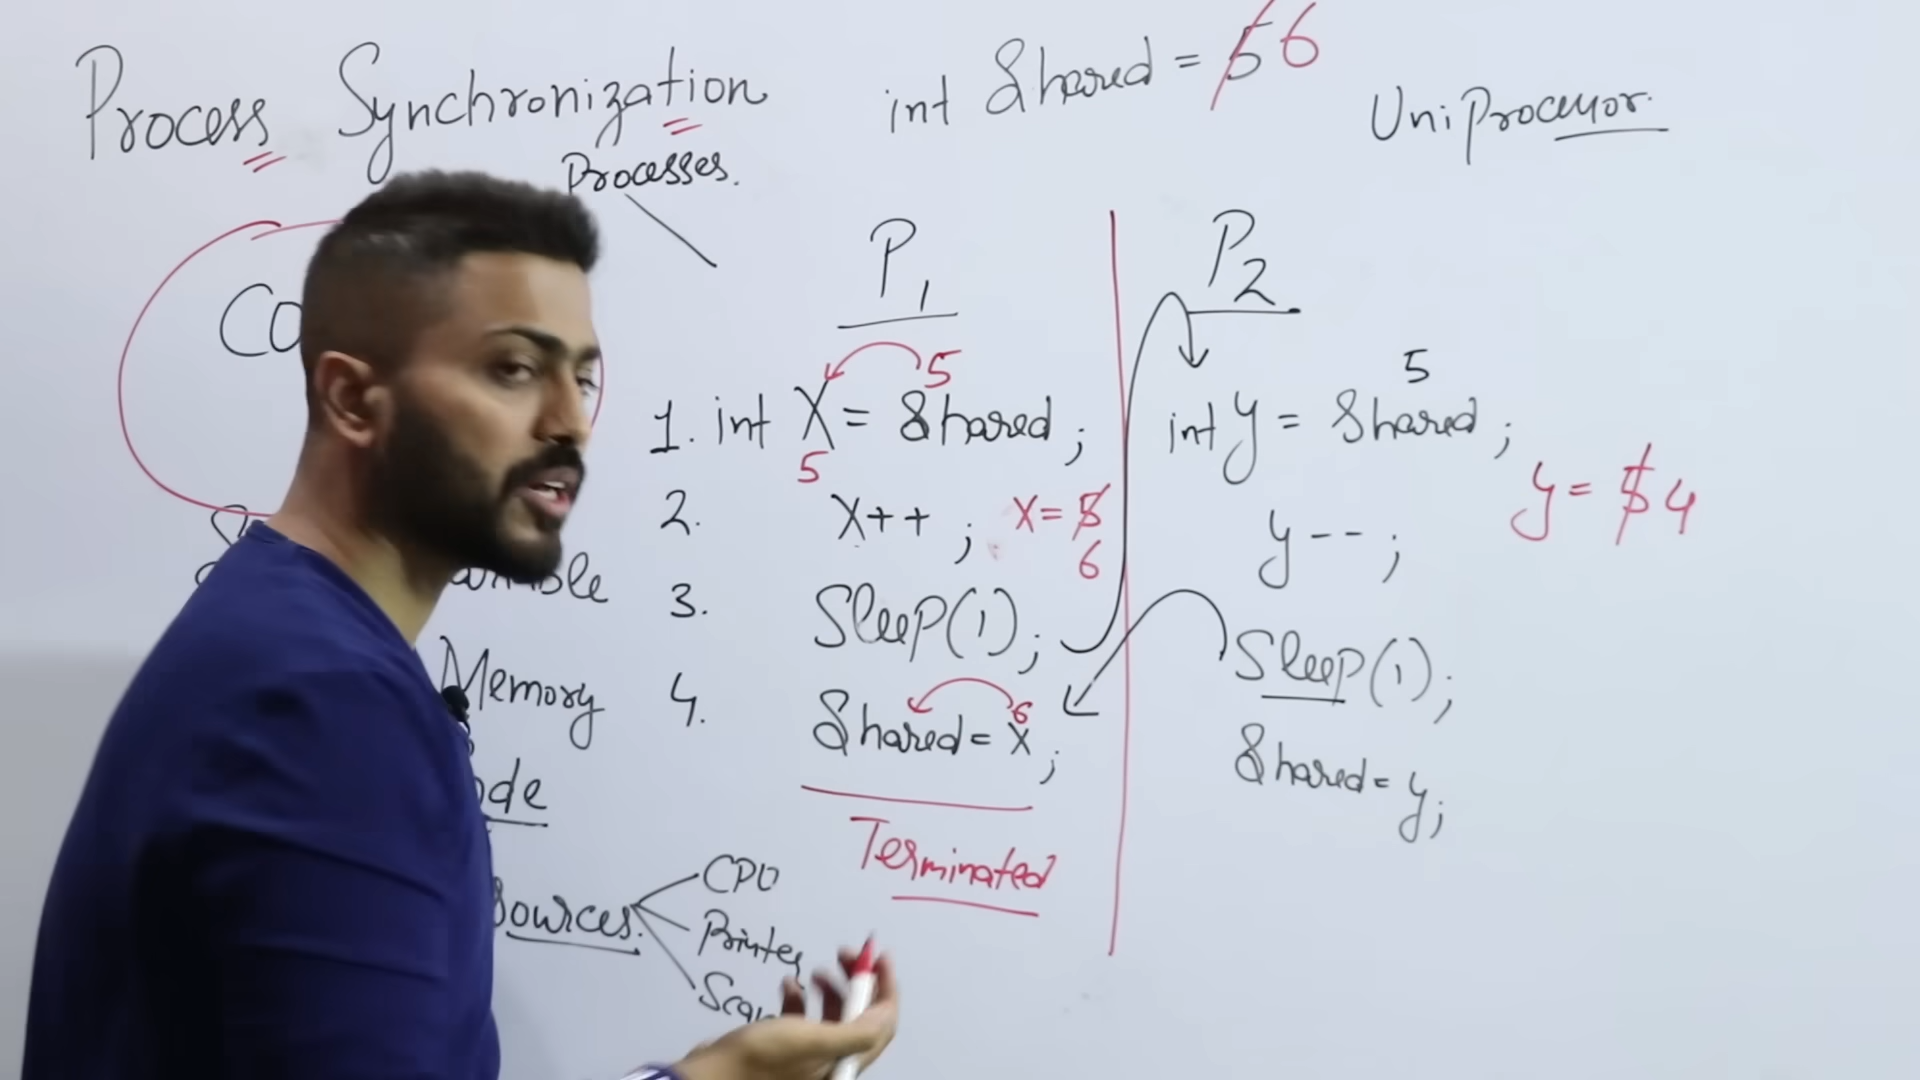 Process Synchronization
int Shared = 5 6
UniProcessor.
Processes.
P1
P2
5
1. int X = Shared ;
5
2. X++ ; X = 5
6
3. Sleep(1);
4. Shared = X ;
6
Terminated
5
int y = Shared ;
y-- ;
y = 5 4
Sleep(1);
Shared = y;
Memory
CPU
Printer